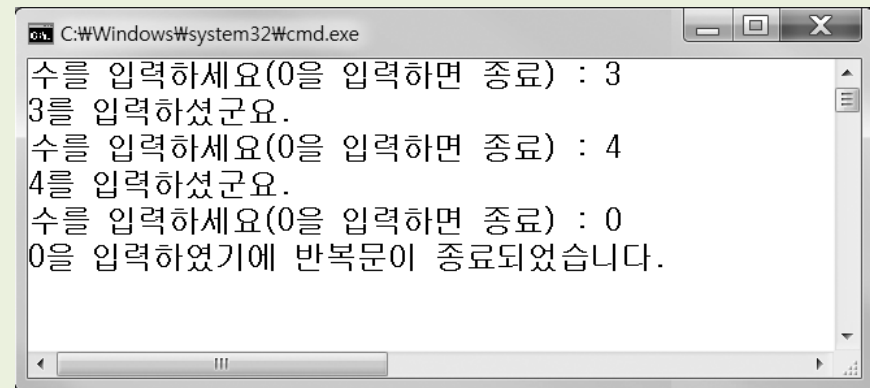 C:₩Windows₩system32₩cmd.exe
수를 입력하세요(0을 입력하면 종료) : 3
3를 입력하셨군요.
수를 입력하세요(0을 입력하면 종료) : 4
4를 입력하셨군요.
수를 입력하세요(0을 입력하면 종료) : 0
0을 입력하였기에 반복문이 종료되었습니다.